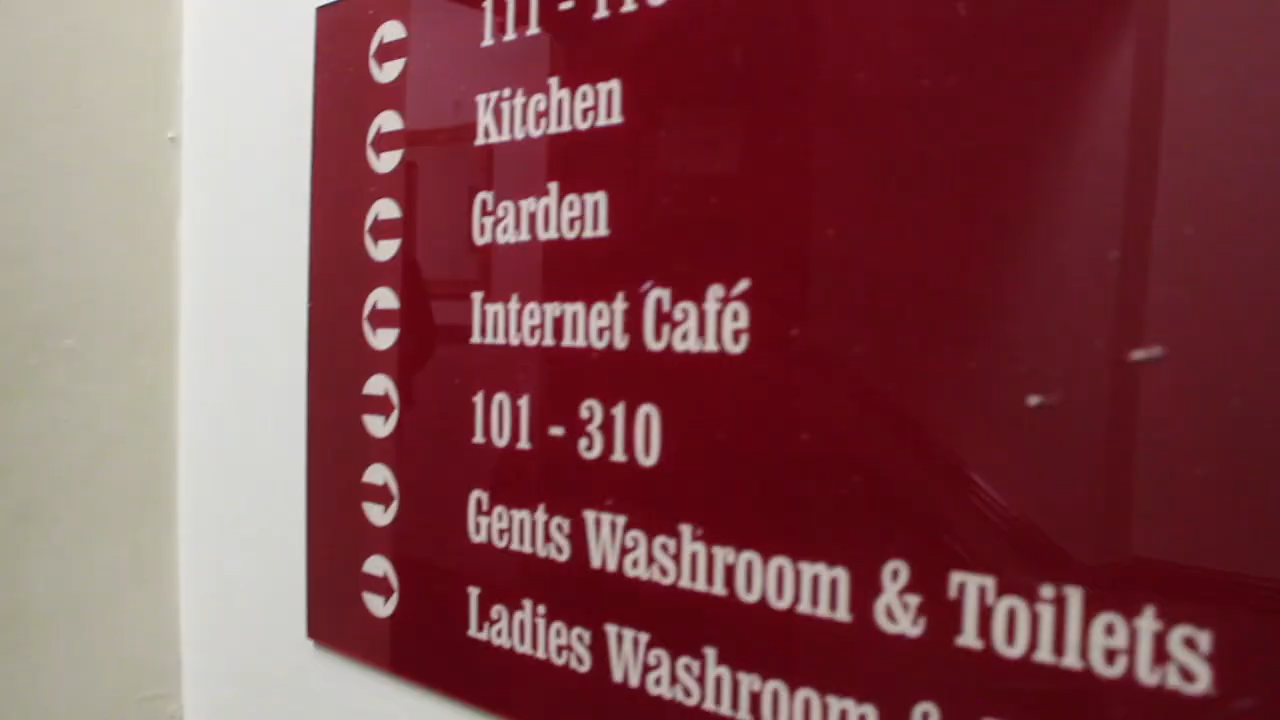 Kitchen
Garden
Internet Café
101 - 310
Gents Washroom & Toilets
Ladies Washroom &